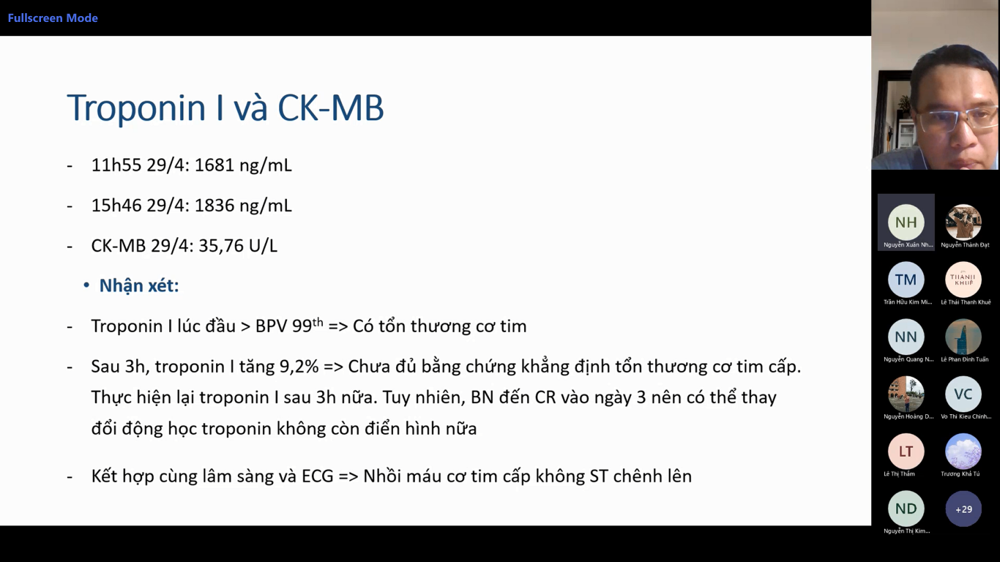 Fullscreen Mode
Troponin I và CK-MB
- 11h55 29/4: 1681 ng/mL
- 15h46 29/4: 1836 ng/mL
- CK-MB 29/4: 35,76 U/L
• Nhận xét:
- Troponin I lúc đầu > BPV 99th => Có tổn thương cơ tim
- Sau 3h, troponin I tăng 9,2% => Chưa đủ bằng chứng khẳng định tổn thương cơ tim cấp.
Thực hiện lại troponin I sau 3h nữa. Tuy nhiên, BN đến CR vào ngày 3 nên có thể thay
đổi động học troponin không còn điển hình nữa
- Kết hợp cùng lâm sàng và ECG => Nhồi máu cơ tim cấp không ST chênh lên
NH
Nguyễn Xuân Nh...
Nguyễn Thành Đạt
TM
Trần Hữu Kim Mi...
THANH
KHUÊ
Lê Thái Thanh Khuê
NN
Nguyễn Quang N...
Lê Phan Đình Tuấn
Nguyễn Hoàng D...
VC
Vo Thi Kieu Chinh...
LT
Lê Thị Thắm
Trương Khả Tú
ND
Nguyễn Thị Kim...
+29